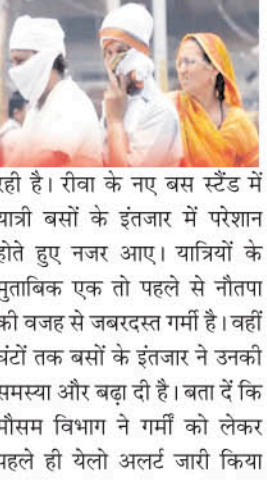 रही है। रीवा के नए बस स्टैंड में
यात्री बसों के इंतजार में परेशान
होते हुए नजर आए। यात्रियों के
मुताबिक एक तो पहले से नौतपा
की वजह से जबरदस्त गर्मी है। वहीं
घंटों तक बसों के इंतजार ने उनकी
समस्या और बढ़ा दी है। बता दें कि
मौसम विभाग ने गर्मी को लेकर
पहले ही येलो अलर्ट जारी किया